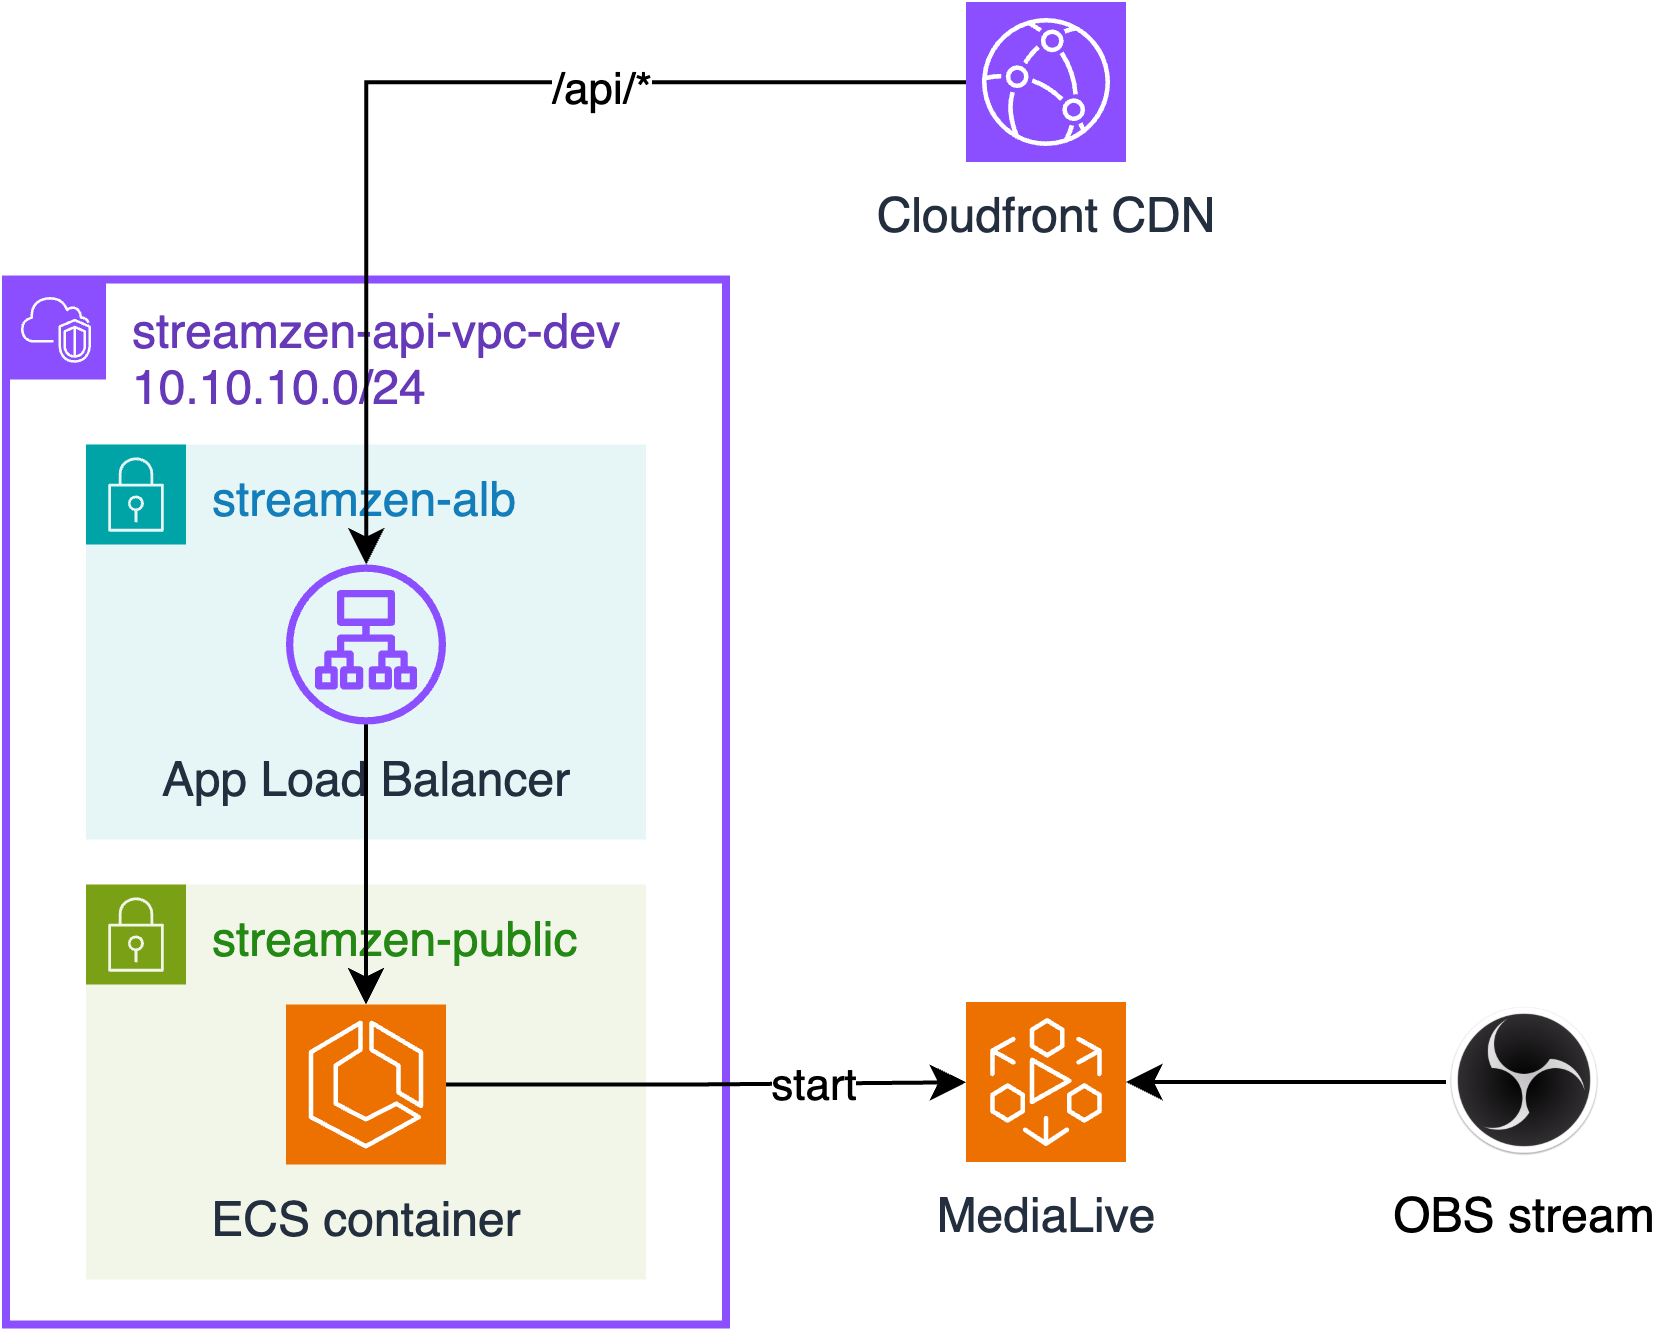 /api/*
Cloudfront CDN
streamzen-api-vpc-dev
10.10.10.0/24
streamzen-alb
App Load Balancer
streamzen-public
start
ECS container
MediaLive
OBS stream